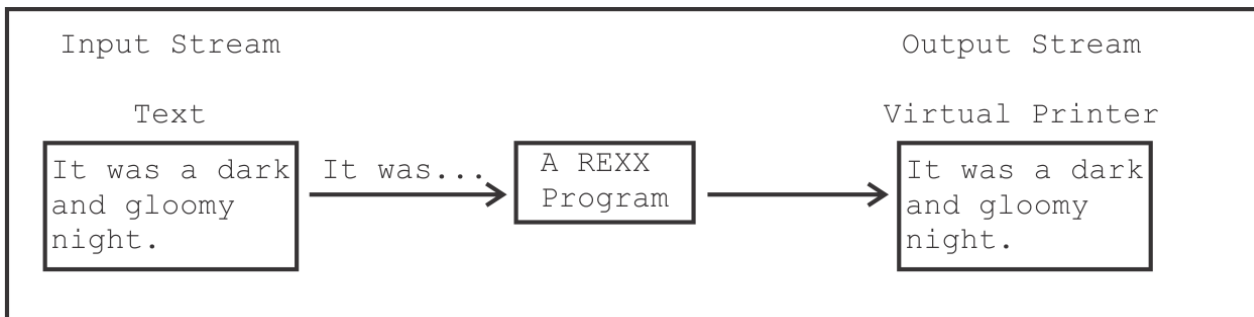 Input Stream
Output Stream
Text
Virtual Printer
It was a dark
and gloomy
night.
It was...
A REXX
Program
It was a dark
and gloomy
night.